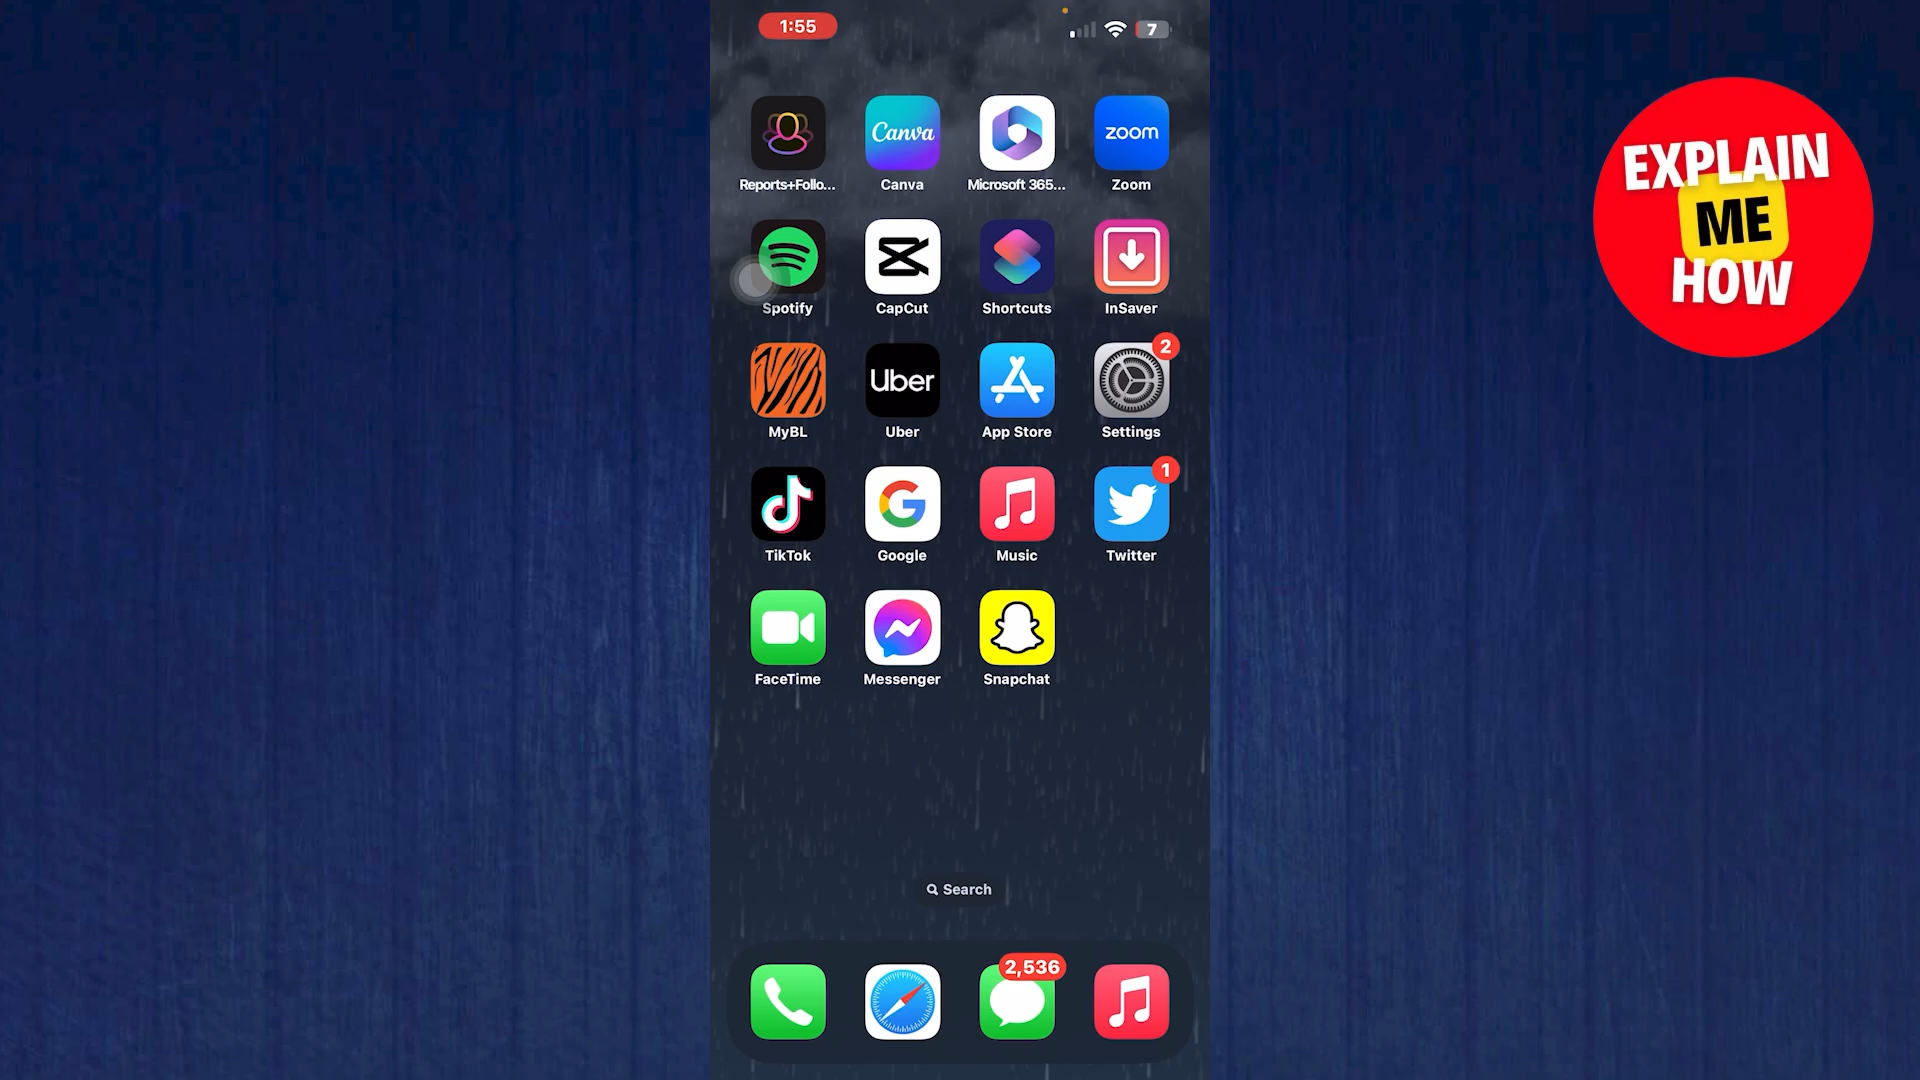 1:55
7
EXPLAIN
ME
HOW
Canva
zoom
Reports+Follo...
Canva
Microsoft 365...
Zoom
Spotify
CapCut
Shortcuts
InSaver
Uber
2
MyBL
Uber
App Store
Settings
1
TikTok
Google
Music
Twitter
FaceTime
Messenger
Snapchat
Search
2,536